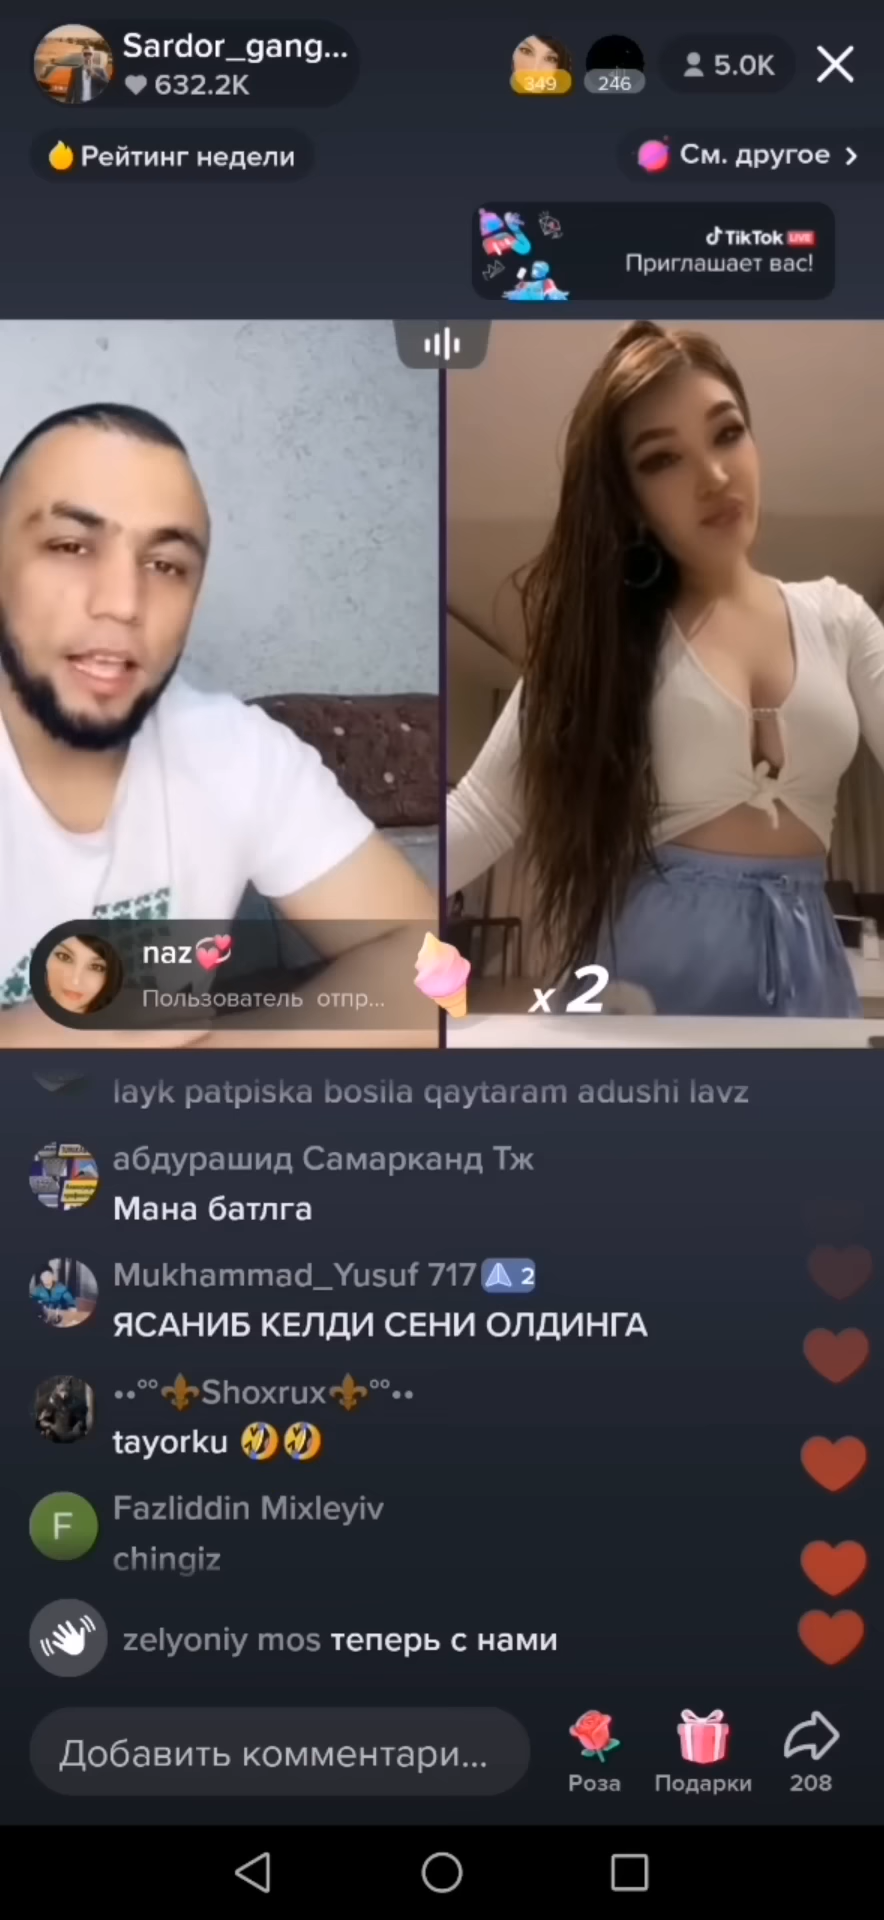 Sardor_gang...
632.2K
349
246
5.0K
Рейтинг недели
См. другое
TikTok LIVE
Приглашает вас!
naz💞
Пользователь отпр...
x 2
layk patpiska bosila qaytaram adushi lavz
абдурашид Самарканд Тж
Мана батлга
Mukhammad_Yusuf 717 2
ЯСАНИБ КЕЛДИ СЕНИ ОЛДИНГА
••°°⚜Shoxrux⚜°°••
tayorku 🤣🤣
F
Fazliddin Mixleyiv
chingiz
zelyoniy mos теперь с нами
Добавить комментари...
Роза
Подарки
208